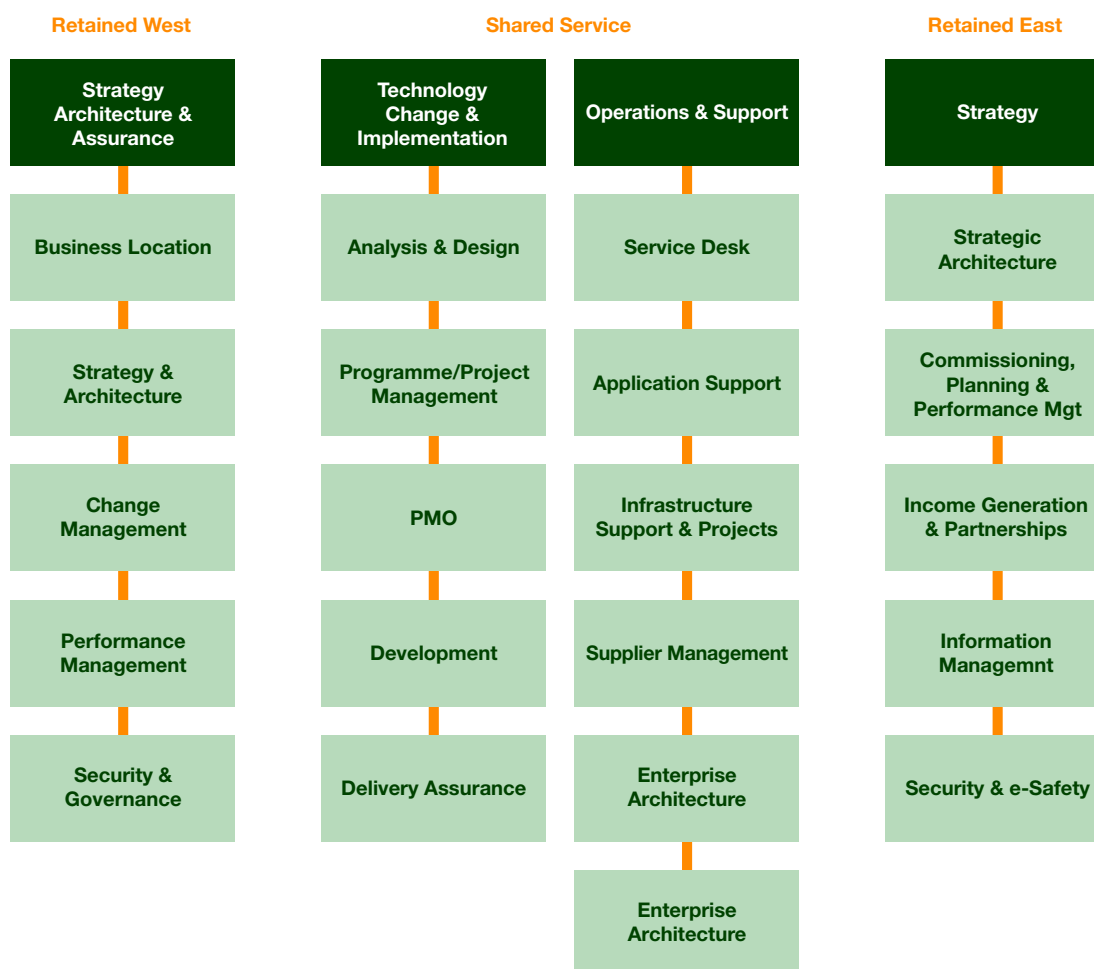 Retained West
Shared Service
Retained East
Strategy
Architecture &
Assurance
Technology
Change &
Implementation
Operations & Support
Strategy
Business Location
Analysis & Design
Service Desk
Strategic
Architecture
Strategy &
Architecture
Programme/Project
Management
Application Support
Commissioning,
Planning &
Performance Mgt
Change
Management
PMO
Infrastructure
Support & Projects
Income Generation
& Partnerships
Performance
Management
Development
Supplier Management
Information
Managemnt
Security &
Governance
Delivery Assurance
Enterprise
Architecture
Security & e-Safety
Enterprise
Architecture